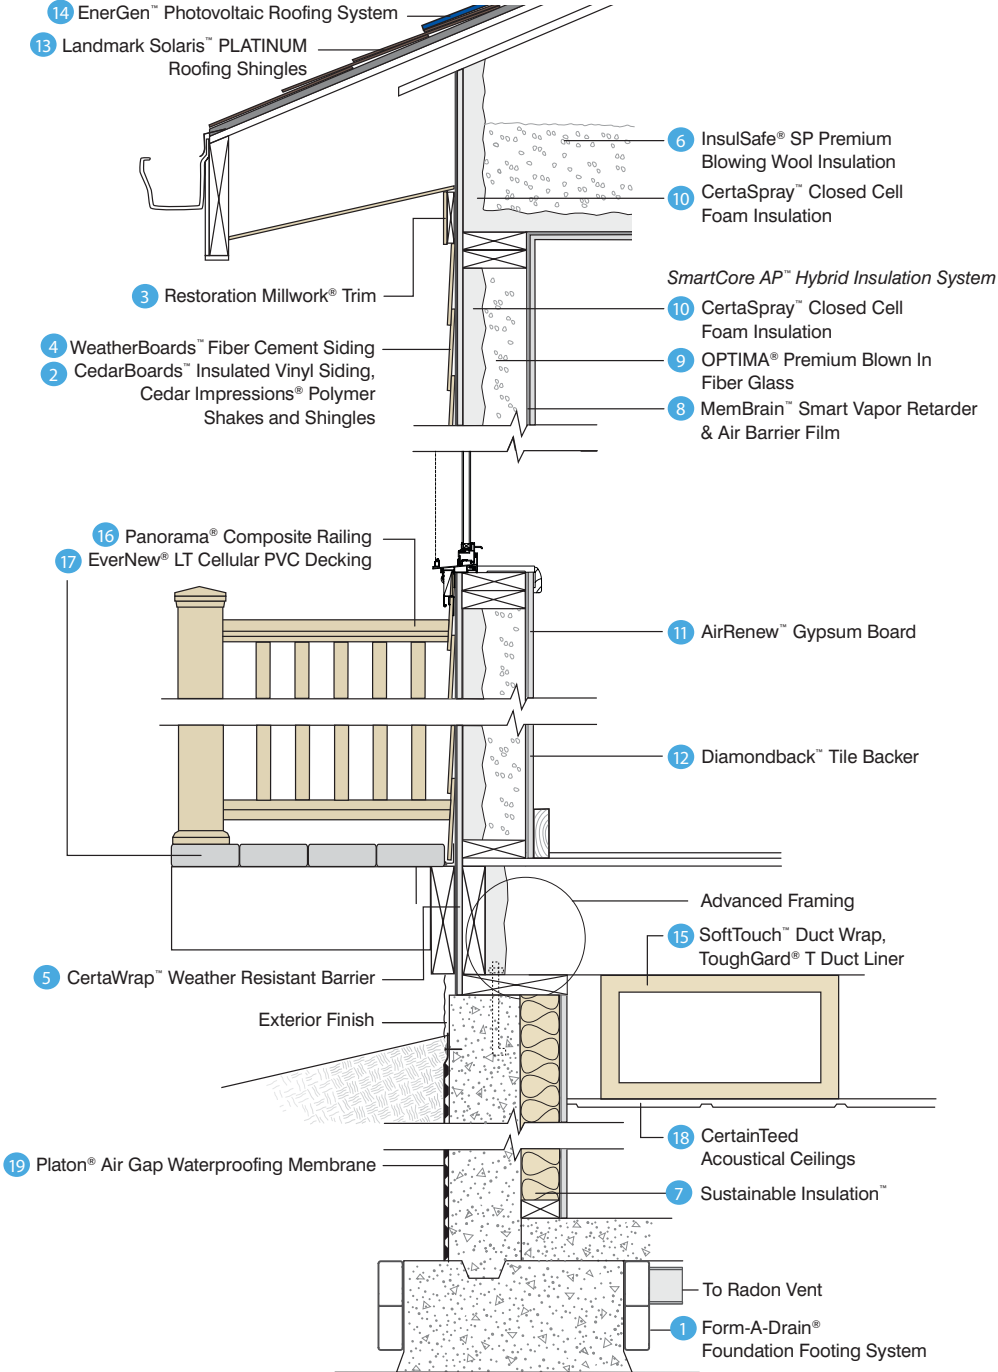 14 EnerGen™ Photovoltaic Roofing System
13 Landmark Solaris™ PLATINUM
Roofing Shingles
6 InsulSafe® SP Premium
Blowing Wool Insulation
10 CertaSpray™ Closed Cell
Foam Insulation
SmartCore AP™ Hybrid Insulation System
3 Restoration Millwork® Trim
10 CertaSpray™ Closed Cell
Foam Insulation
4 WeatherBoards™ Fiber Cement Siding
2 CedarBoards™ Insulated Vinyl Siding,
Cedar Impressions® Polymer
Shakes and Shingles
9 OPTIMA® Premium Blown In
Fiber Glass
8 MemBrain™ Smart Vapor Retarder
& Air Barrier Film
16 Panorama® Composite Railing
17 EverNew® LT Cellular PVC Decking
11 AirRenew™ Gypsum Board
12 Diamondback™ Tile Backer
Advanced Framing
15 SoftTouch™ Duct Wrap,
ToughGard® T Duct Liner
5 CertaWrap™ Weather Resistant Barrier
Exterior Finish
18 CertainTeed
Acoustical Ceilings
19 Platon® Air Gap Waterproofing Membrane
7 Sustainable Insulation™
To Radon Vent
1 Form-A-Drain®
Foundation Footing System